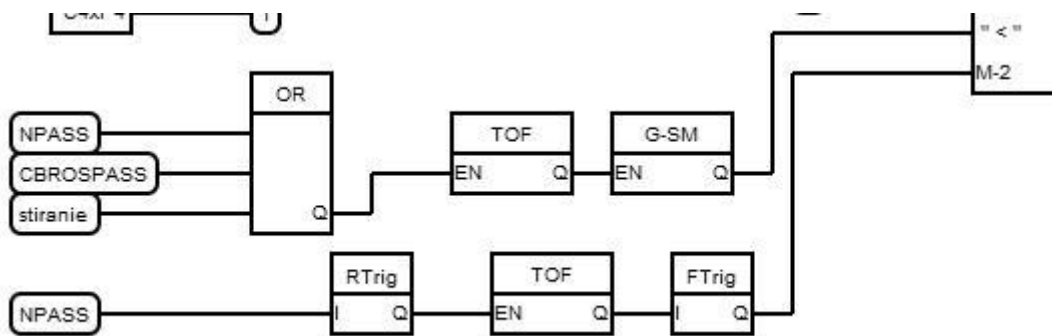 " < "
M-2
OR
NPASS
CBROSPASS
stiranie
Q
TOF
EN Q
G-SM
EN Q
NPASS
RTrig
I Q
TOF
EN Q
FTrig
I Q